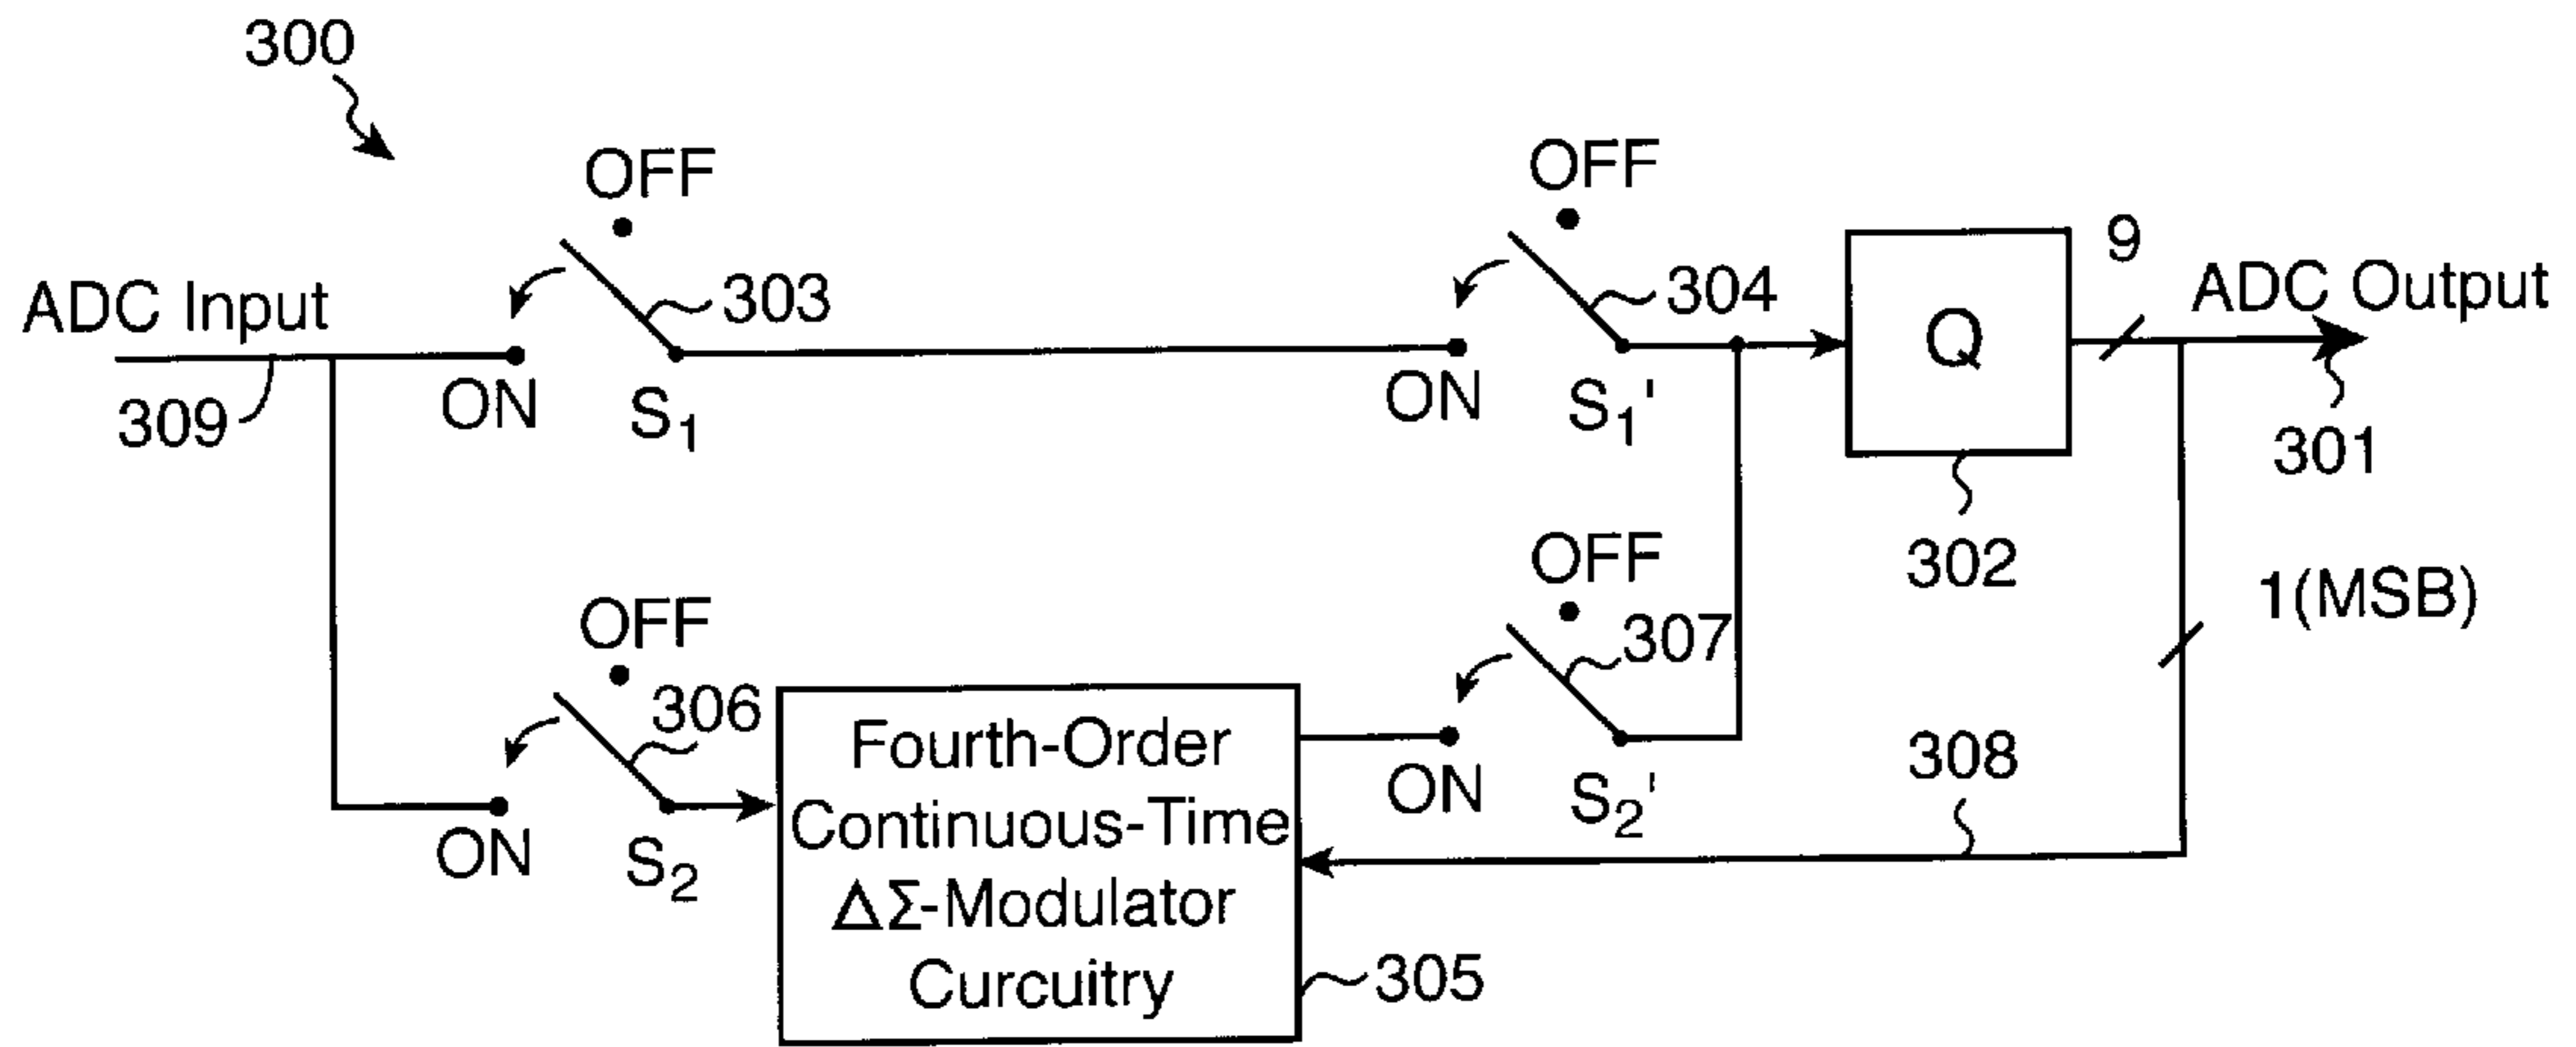 300
OFF
OFF
9
ADC Input
303
304
Q
ADC Output
309
ON
S1
ON
S1'
302
301
OFF
OFF
1(MSB)
306
307
Fourth-Order
Continuous-Time
ΔΣ-Modulator
Curcuitry
ON
S2
ON
S2'
308
305